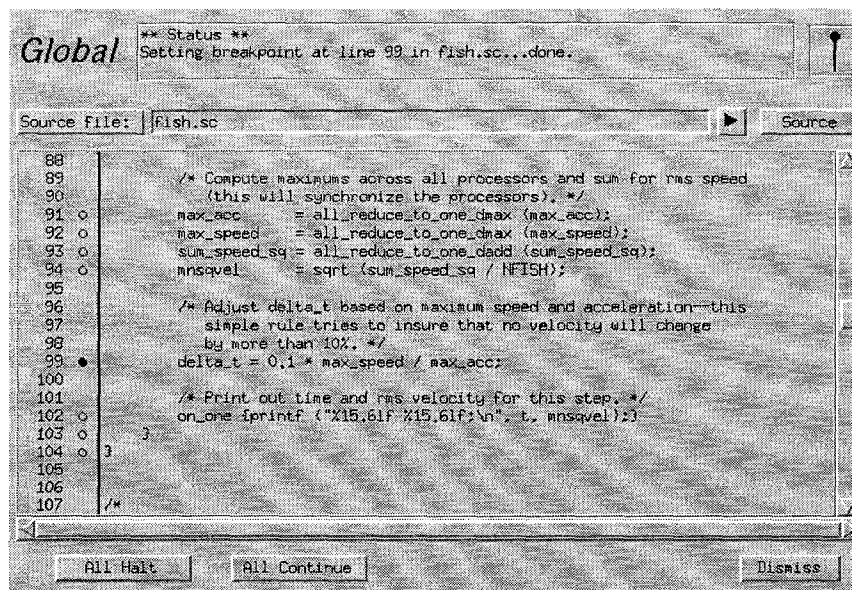 Global
** Status **
Setting breakpoint at line 99 in fish.sc...done.
Source file: fish.sc Source
88
89 /* Compute maximums across all processors and sum for rms speed
90 (this will synchronize the processors). */
91 o max_acc = all_reduce_to_one_dmax (max_acc);
92 o max_speed = all_reduce_to_one_dmax (max_speed);
93 o sum_speed_sq = all_reduce_to_one_dadd (sum_speed_sq);
94 o mnsqvel = sqrt (sum_speed_sq / NFISH);
95
96 /* Adjust delta_t based on maximum speed and acceleration--this
97 simple rule tries to insure that no velocity will change
98 by more than 10%. */
99 ● delta_t = 0.1 * max_speed / max_acc;
100
101 /* Print out time and rms velocity for this step. */
102 o on_one {printf ("%15.6lf %15.6lf;\n", t, mnsqvel);}
103 o }
104 o }
105
106
107 /*
All Halt All Continue Dismiss